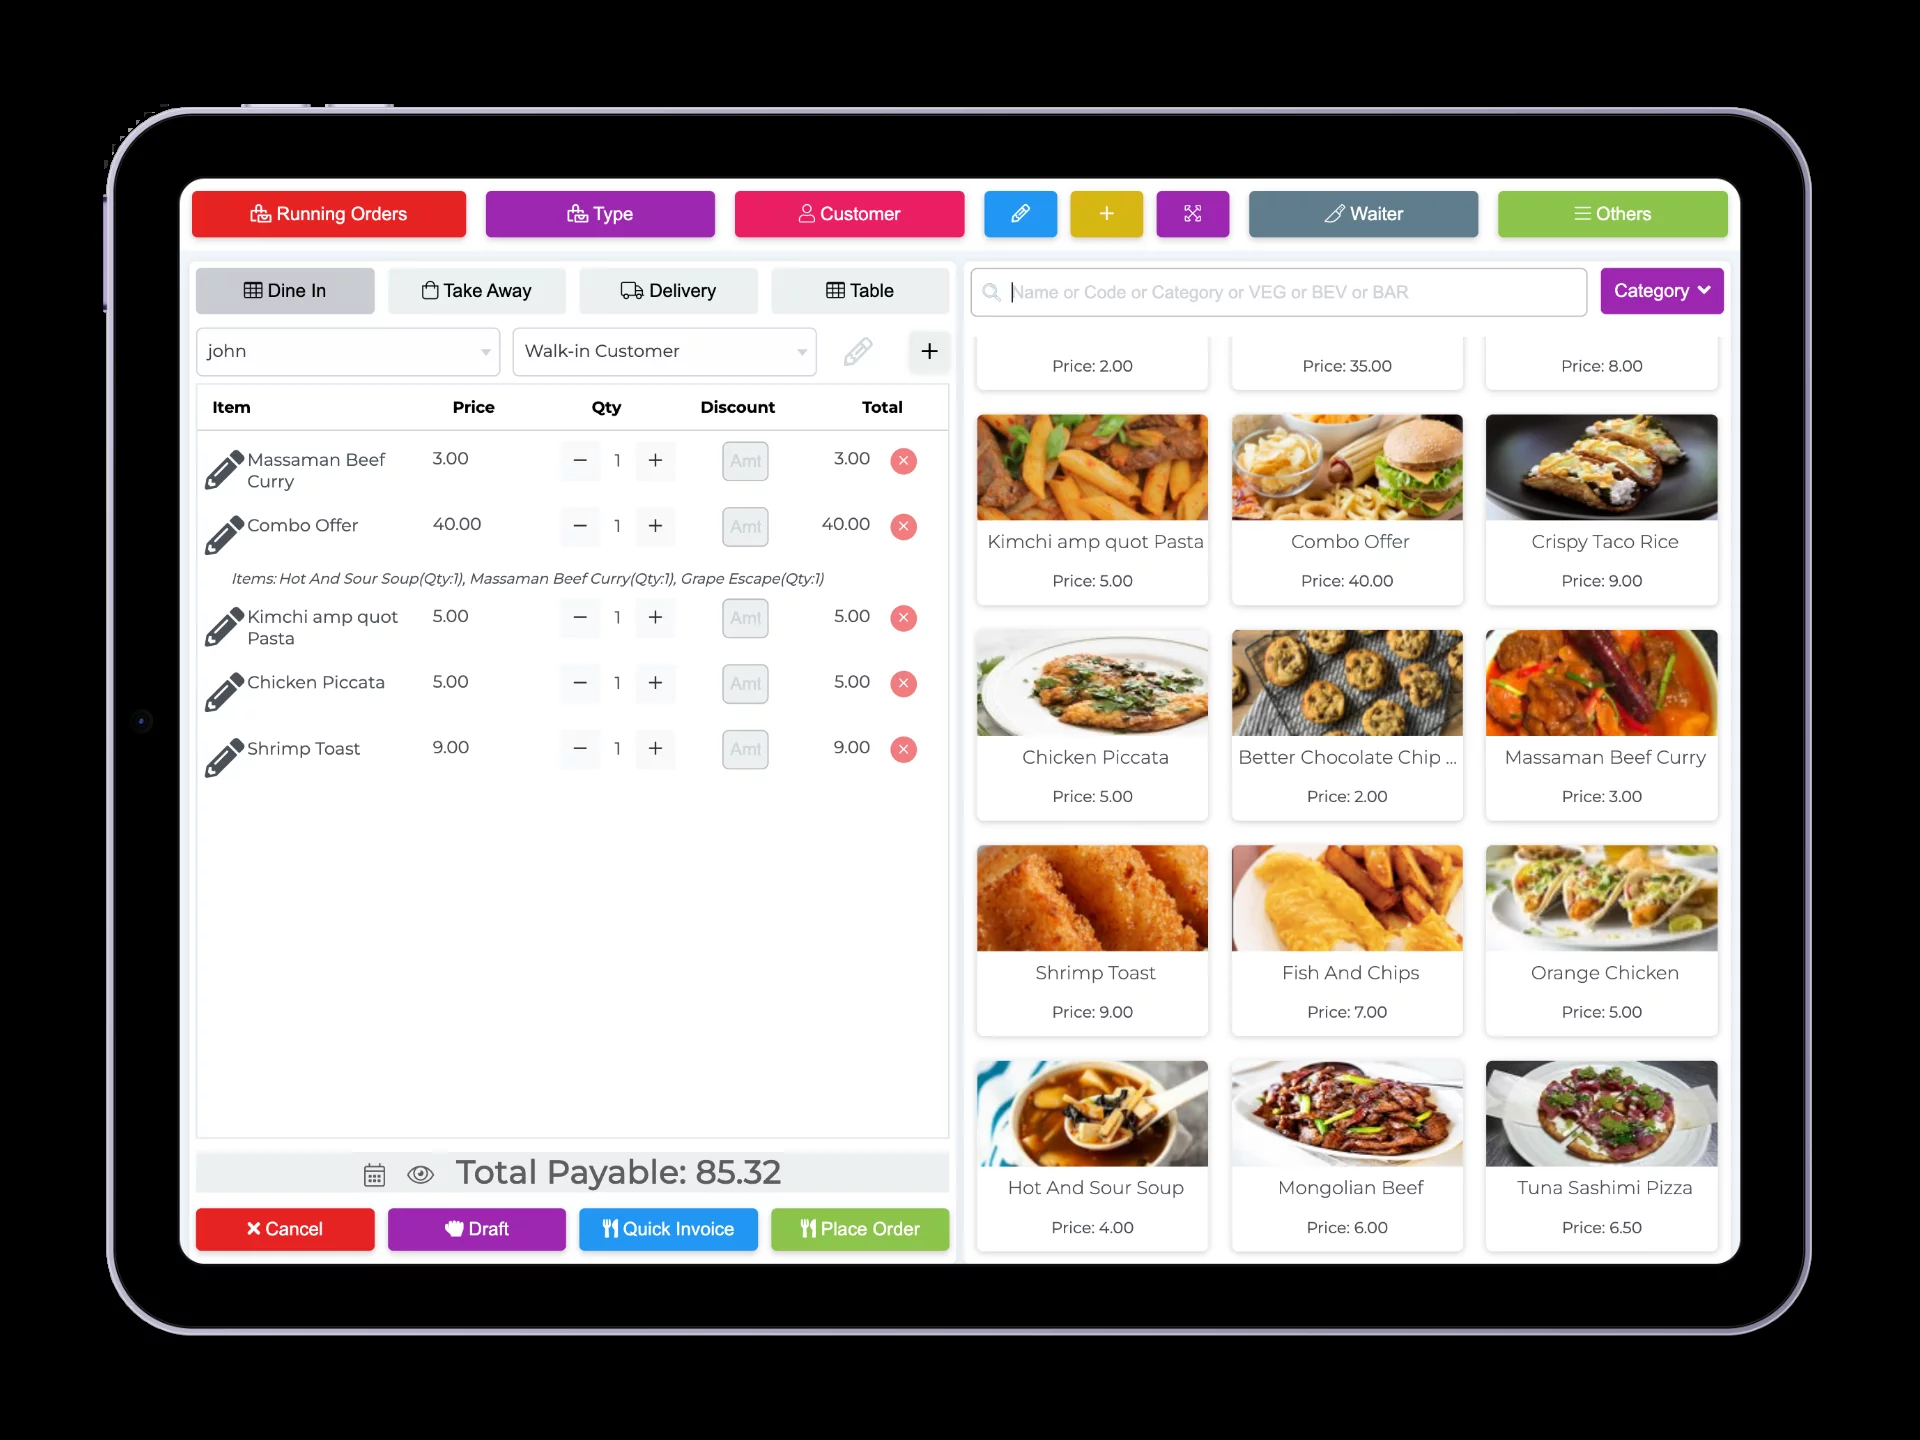 Running Orders
Type
Customer
Waiter
Others
Dine In
Take Away
Delivery
Table
john
Walk-in Customer
Item Price Qty Discount Total
Massaman Beef Curry 3.00 1 Amt 3.00
Combo Offer 40.00 1 Amt 40.00
Items: Hot And Sour Soup(Qty:1), Massaman Beef Curry(Qty:1), Grape Escape(Qty:1)
Kimchi amp quot Pasta 5.00 1 Amt 5.00
Chicken Piccata 5.00 1 Amt 5.00
Shrimp Toast 9.00 1 Amt 9.00
Total Payable: 85.32
Cancel
Draft
Quick Invoice
Place Order
Name or Code or Category or VEG or BEV or BAR
Category
Price: 2.00
Price: 35.00
Price: 8.00
Kimchi amp quot Pasta
Price: 5.00
Combo Offer
Price: 40.00
Crispy Taco Rice
Price: 9.00
Chicken Piccata
Price: 5.00
Better Chocolate Chip ...
Price: 2.00
Massaman Beef Curry
Price: 3.00
Shrimp Toast
Price: 9.00
Fish And Chips
Price: 7.00
Orange Chicken
Price: 5.00
Hot And Sour Soup
Price: 4.00
Mongolian Beef
Price: 6.00
Tuna Sashimi Pizza
Price: 6.50